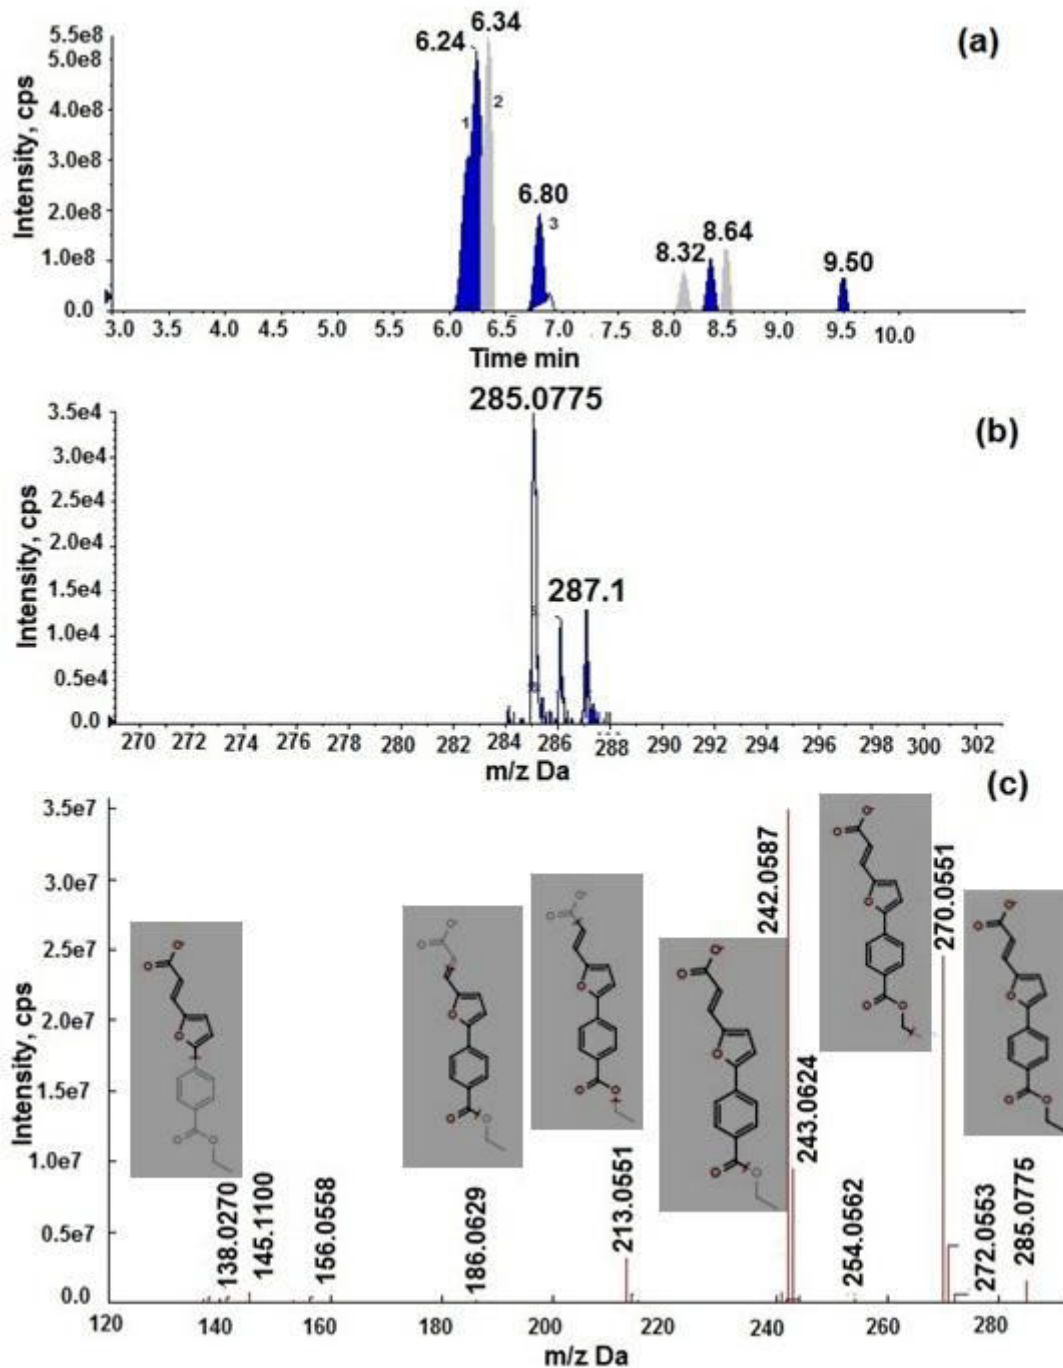 (a)
Intensity, cps
5.5e8
5.0e8
4.0e8
3.0e8
2.0e8
1.0e8
0.0
6.24
6.34
1
2
6.80
3
8.32
8.64
9.50
3.0 3.5 4.0 4.5 5.0 5.5 6.0 6.5 7.0 7.5 8.0 8.5 9.0 9.5 10.0
Time min
(b)
Intensity, cps
3.5e4
3.0e4
2.5e4
2.0e4
1.5e4
1.0e4
0.5e4
0.0
285.0775
287.1
270 272 274 276 278 280 282 284 286 288 290 292 294 296 298 300 302
m/z Da
(c)
Intensity, cps
3.5e7
3.0e7
2.5e7
2.0e7
1.5e7
1.0e7
0.5e7
0.0
138.0270
145.1100
156.0558
186.0629
213.0551
242.0587
243.0624
254.0562
270.0551
272.0553
285.0775
120 140 160 180 200 220 240 260 280
m/z Da